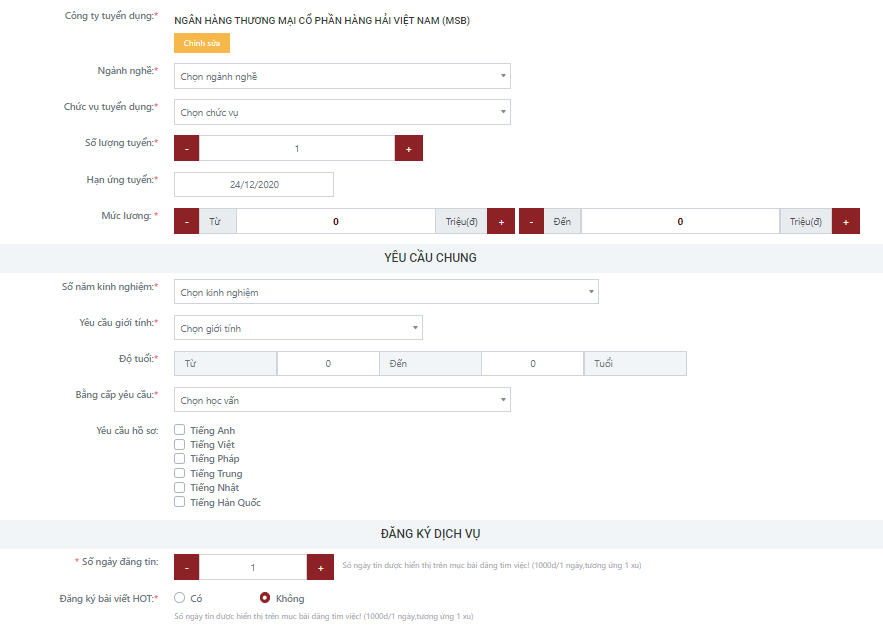 Công ty tuyển dụng:* NGÂN HÀNG THƯƠNG MẠI CỔ PHẦN HÀNG HẢI VIỆT NAM (MSB)
Chỉnh sửa
Ngành nghề:* Chọn ngành nghề
Chức vụ tuyển dụng:* Chọn chức vụ
Số lượng tuyển:* - 1 +
Hạn ứng tuyển:* 24/12/2020
Mức lương: * - Từ 0 Triệu(đ) + - Đến 0 Triệu(đ) +
YÊU CẦU CHUNG
Số năm kinh nghiệm:* Chọn kinh nghiệm
Yêu cầu giới tính:* Chọn giới tính
Độ tuổi:* Từ 0 Đến 0 Tuổi
Bằng cấp yêu cầu:* Chọn học vấn
Yêu cầu hồ sơ: Tiếng Anh
Tiếng Việt
Tiếng Pháp
Tiếng Trung
Tiếng Nhật
Tiếng Hàn Quốc
ĐĂNG KÝ DỊCH VỤ
* Số ngày đăng tin: - 1 + Số ngày tin được hiển thị trên mục bài đăng tìm việc! (1000đ/1 ngày,tương ứng 1 xu)
Đăng ký bài viết HOT:* Có Không
Số ngày tin được hiển thị trên mục bài đăng tìm việc! (1000đ/1 ngày,tương ứng 1 xu)